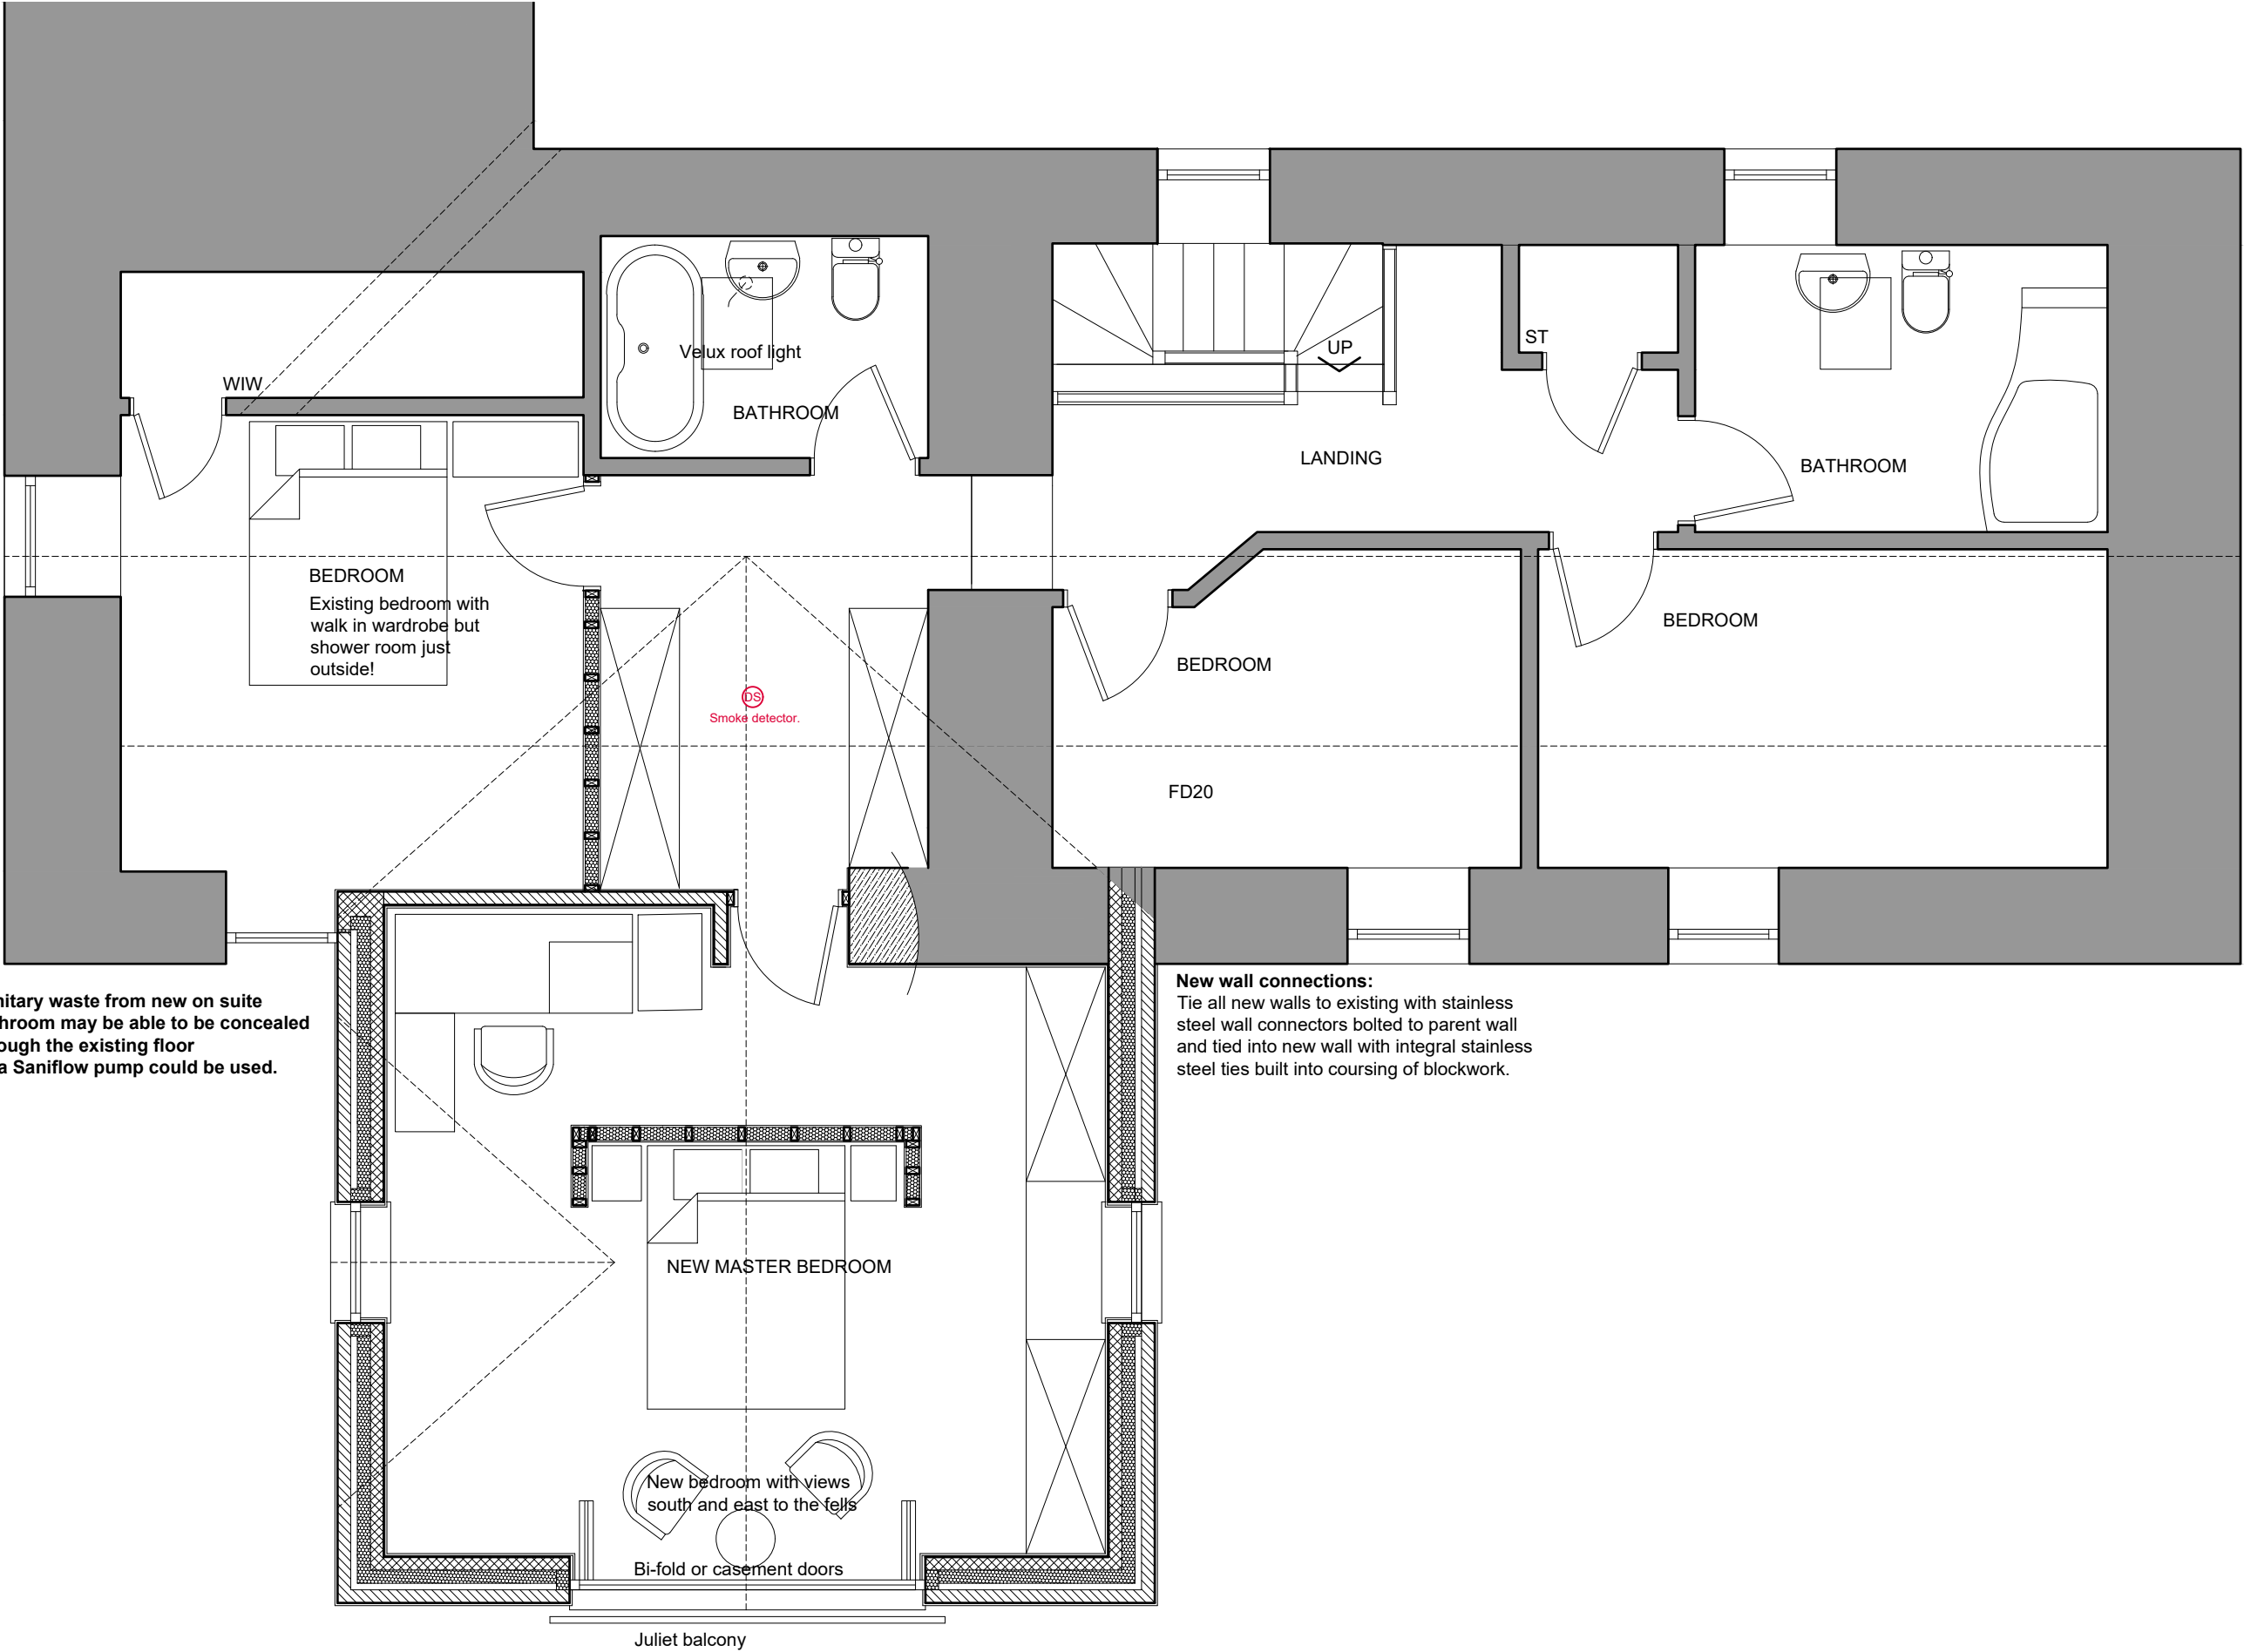 Velux roof light
UP
ST
WIW
BATHROOM
LANDING
BATHROOM
BEDROOM
Existing bedroom with
walk in wardrobe but
shower room just
outside!
BEDROOM
BEDROOM
DS
Smoke detector.
FD20
nitary waste from new on suite
throom may be able to be concealed
ough the existing floor
a Saniflow pump could be used.
New wall connections:
Tie all new walls to existing with stainless
steel wall connectors bolted to parent wall
and tied into new wall with integral stainless
steel ties built into coursing of blockwork.
NEW MASTER BEDROOM
New bedroom with views
south and east to the fells
Bi-fold or casement doors
Juliet balcony